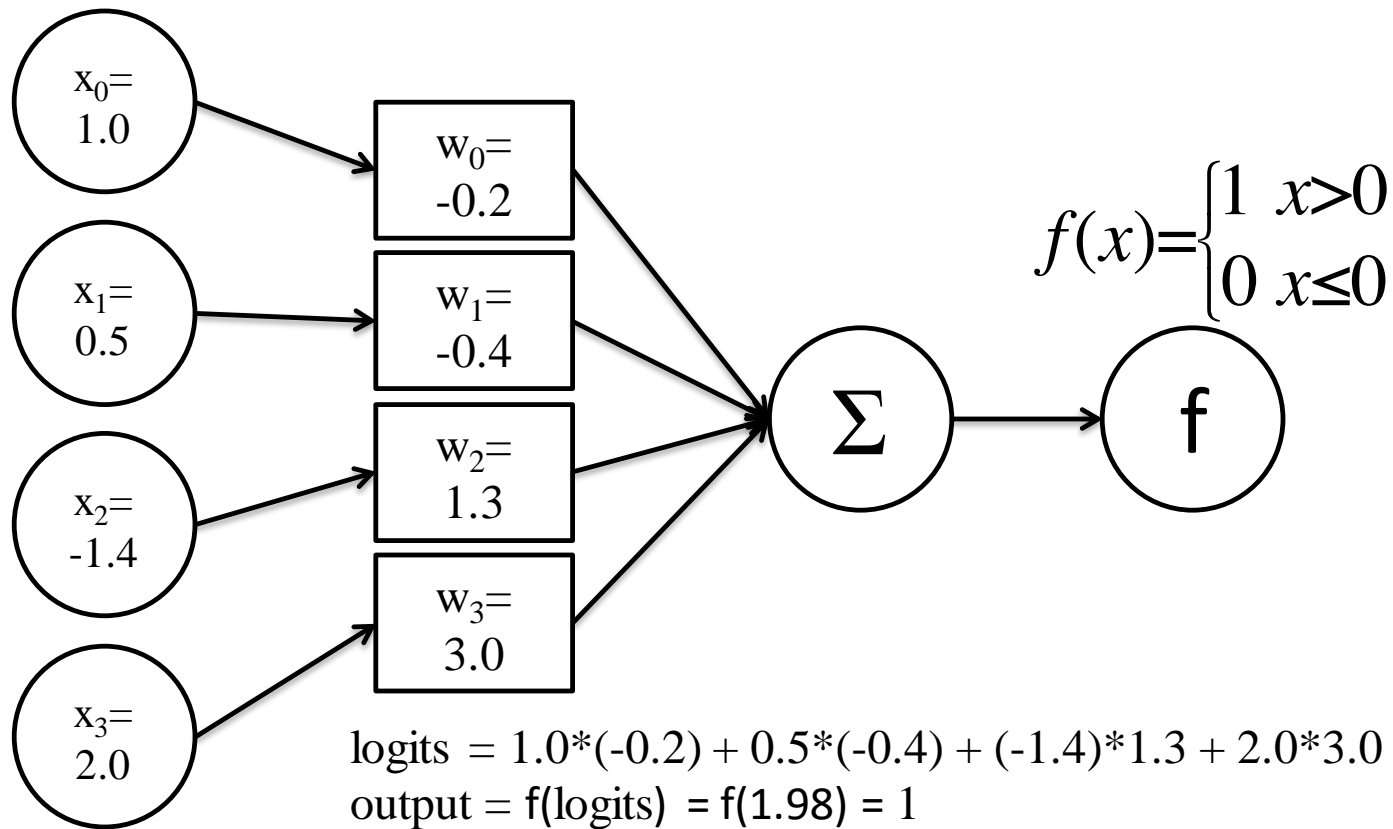 x₀=
1.0
x₁=
0.5
x₂=
-1.4
x₃=
2.0
w₀=
-0.2
w₁=
-0.4
w₂=
1.3
w₃=
3.0
Σ
f
f(x)={1 x>0
0 x≤0
logits = 1.0*(-0.2) + 0.5*(-0.4) + (-1.4)*1.3 + 2.0*3.0
output = f(logits) = f(1.98) = 1